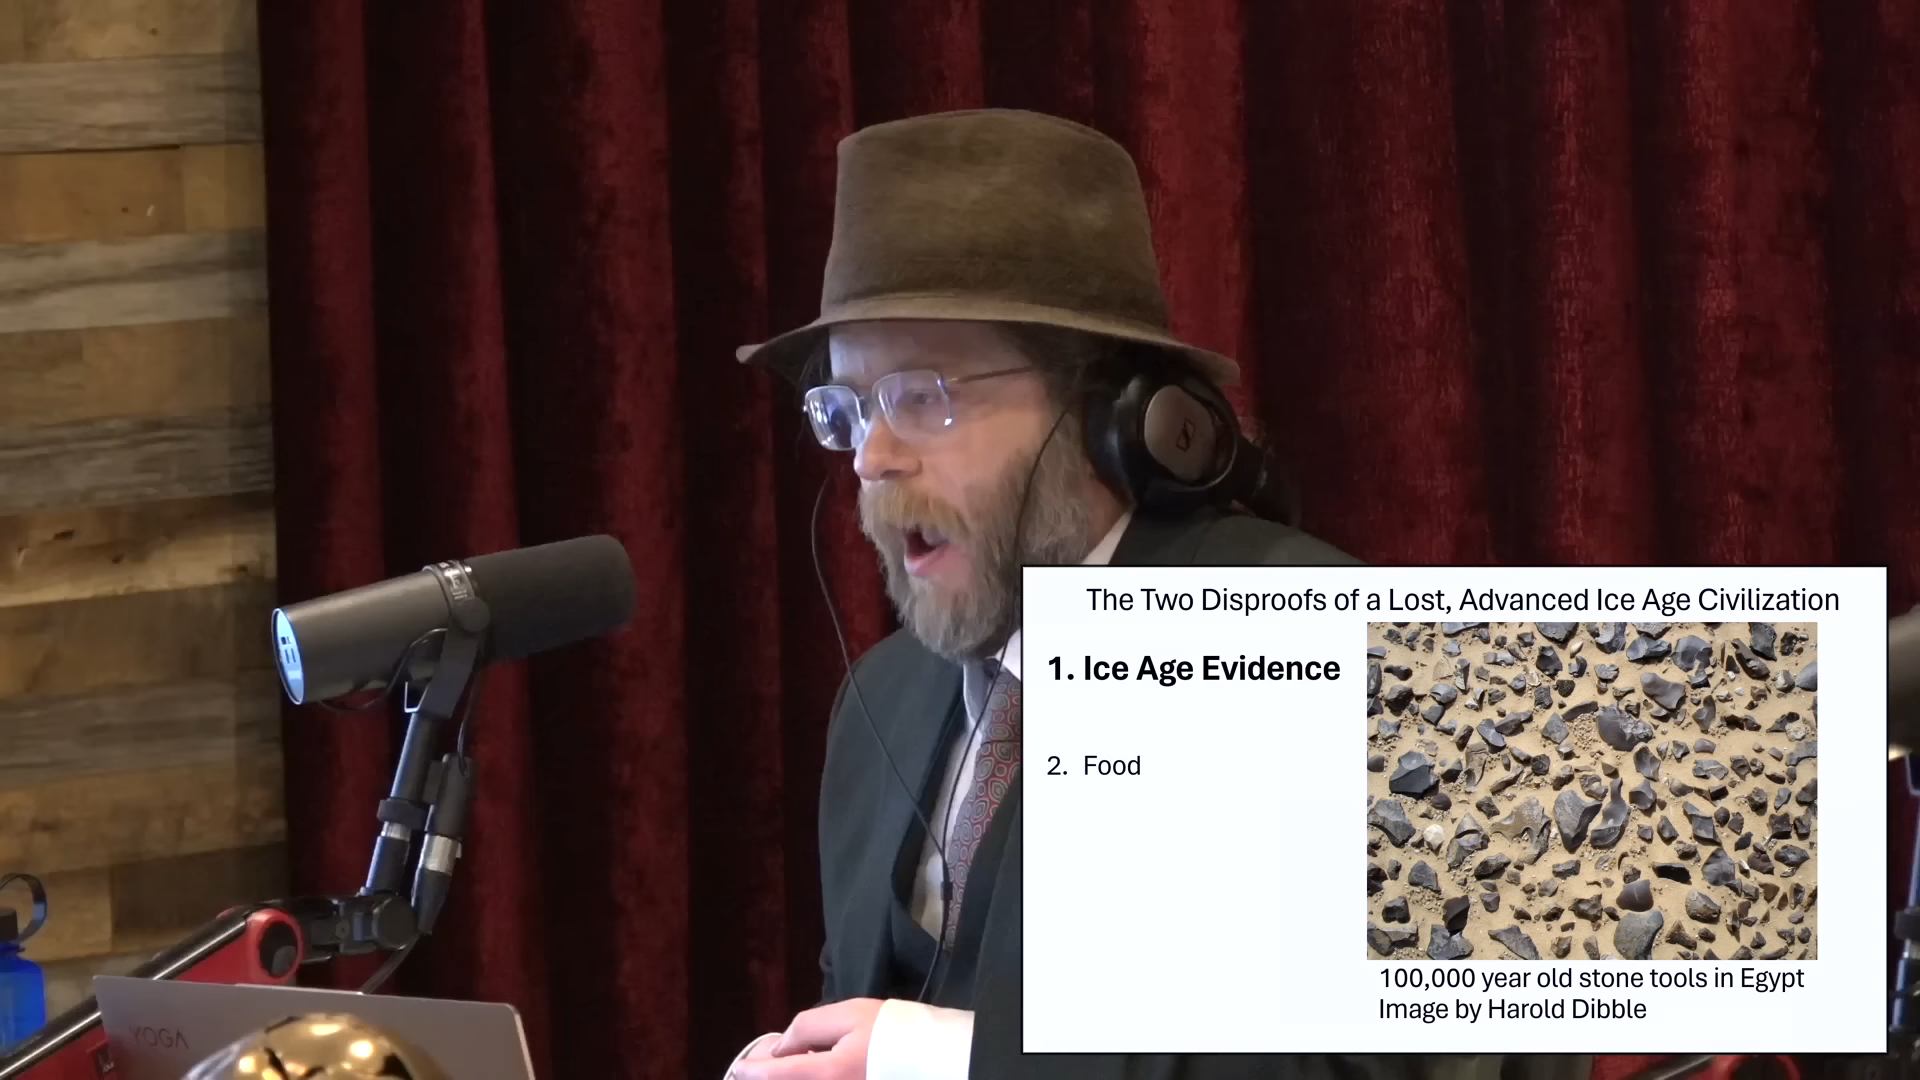 The Two Disproofs of a Lost, Advanced Ice Age Civilization
1. Ice Age Evidence
2. Food
100,000 year old stone tools in Egypt
Image by Harold Dibble
YOGA